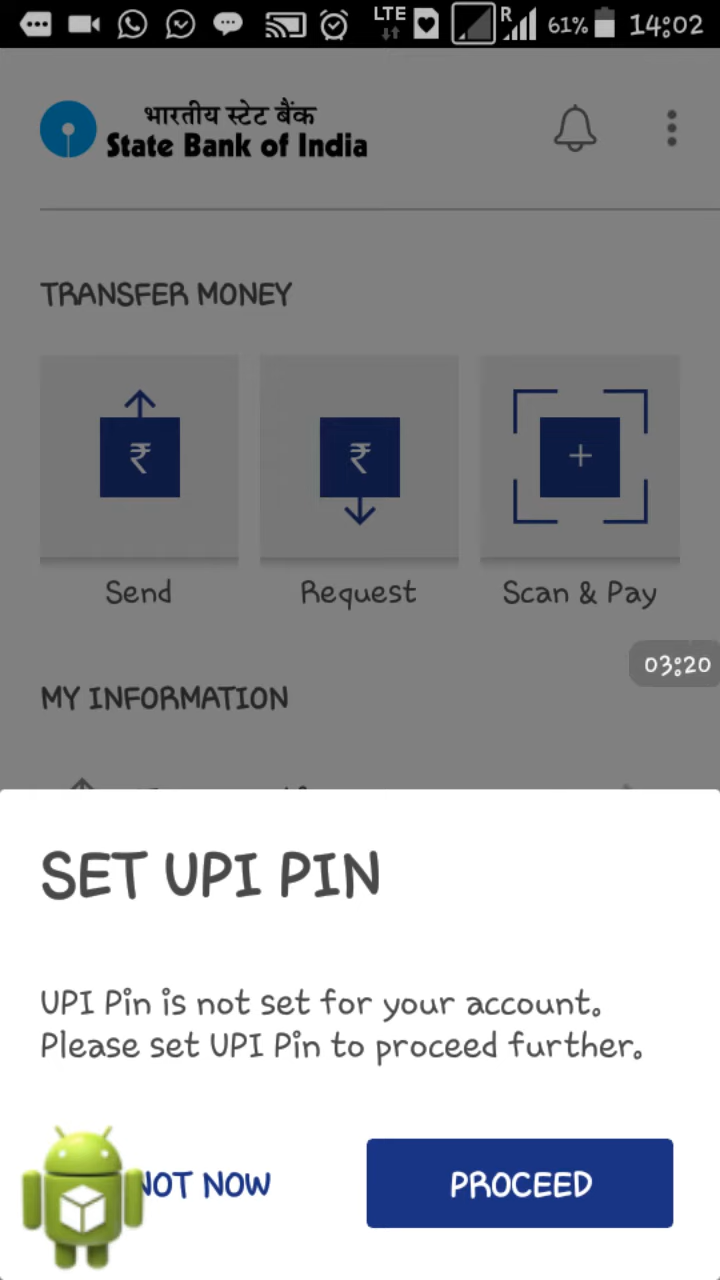 LTE R 61% 14:02
भारतीय स्टेट बैंक
State Bank of India
TRANSFER MONEY
₹ ₹ +
Send Request Scan & Pay
03:20
MY INFORMATION
SET UPI PIN
UPI Pin is not set for your account.
Please set UPI Pin to proceed further.
NOT NOW PROCEED